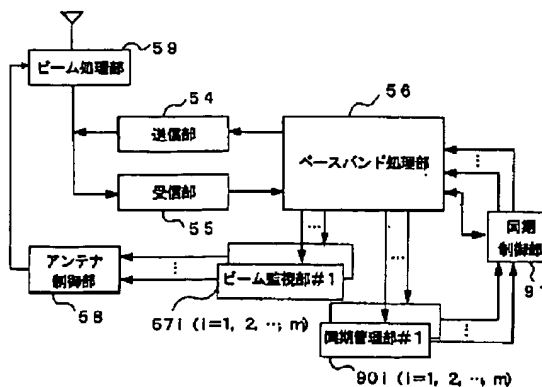 59
ビーム処理部
54
送信部
56
ベースバンド処理部
受信部
55
同期
制御部
9
アンテナ
制御部
58
ビーム監視部#1
67i (i=1, 2, ‥, m)
同期管理部#1
90i (i=1, 2, ‥, m)